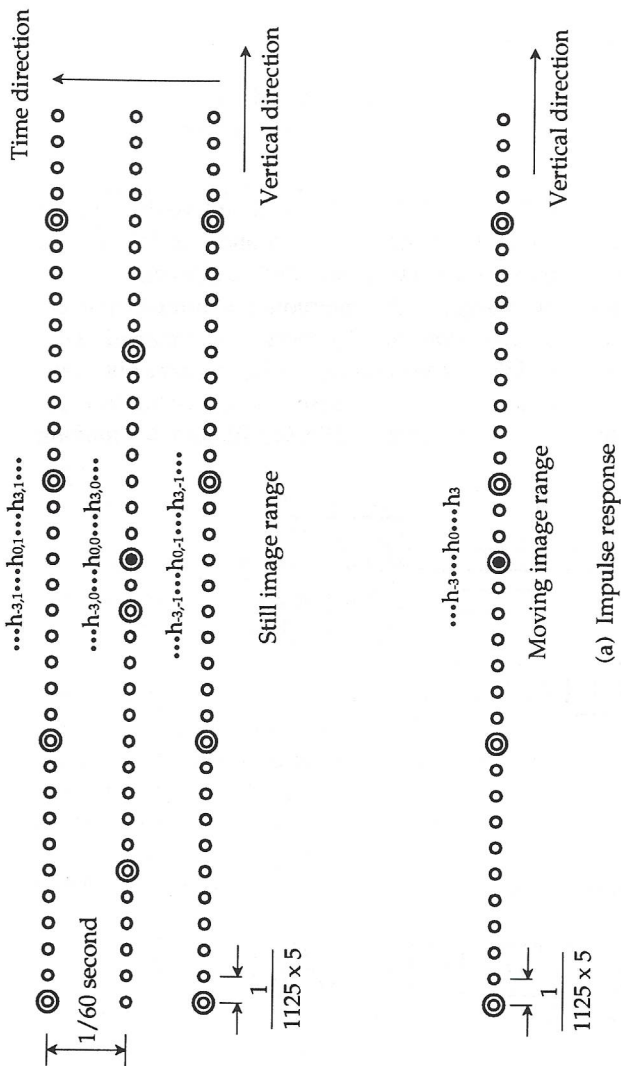 Time direction
•••h-3,1•••h0,1•••h3,1•••
1/60 second
•••h-3,0•••h0,0•••h3,0•••
•••h-3,-1•••h0,-1•••h3,-1•••
1
1125 x 5
Still image range
Vertical direction
•••h-3•••h0•••h3
1
1125 x 5
Moving image range
Vertical direction
(a) Impulse response